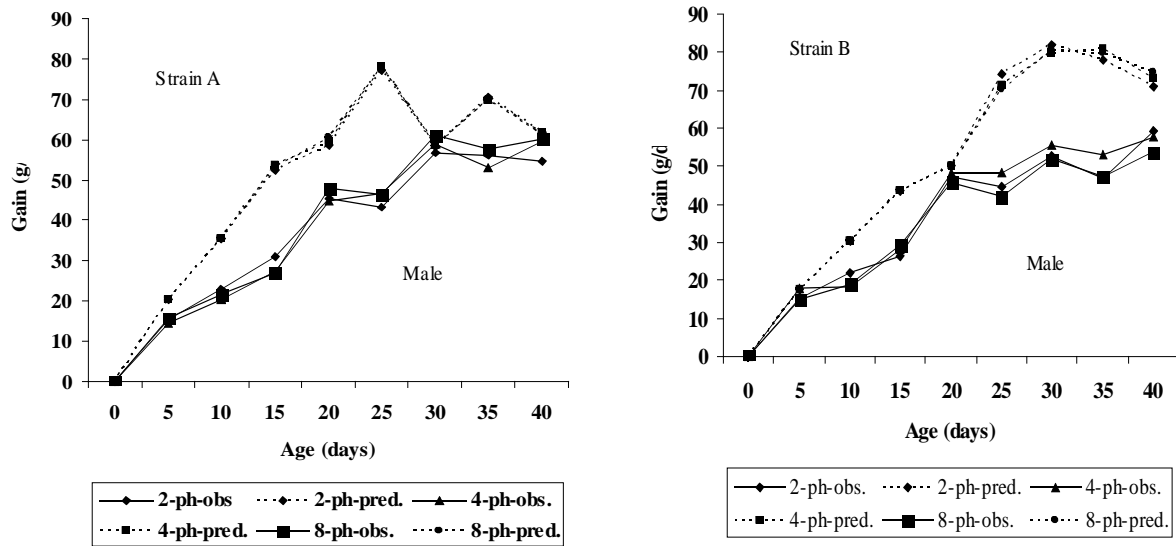 90
80
70
60
50
40
30
20
10
0
Gain (g/
Strain A
Male
0 5 10 15 20 25 30 35 40
Age (days)
2-ph-obs 2-ph-pred. 4-ph-obs.
4-ph-pred. 8-ph-obs. 8-ph-pred.
90
80
70
60
50
40
30
20
10
0
Gain (g/d
Strain B
Male
0 5 10 15 20 25 30 35 40
Age (days)
2-ph-obs. 2-ph-pred. 4-ph-obs.
4-ph-pred. 8-ph-obs. 8-ph-pred.